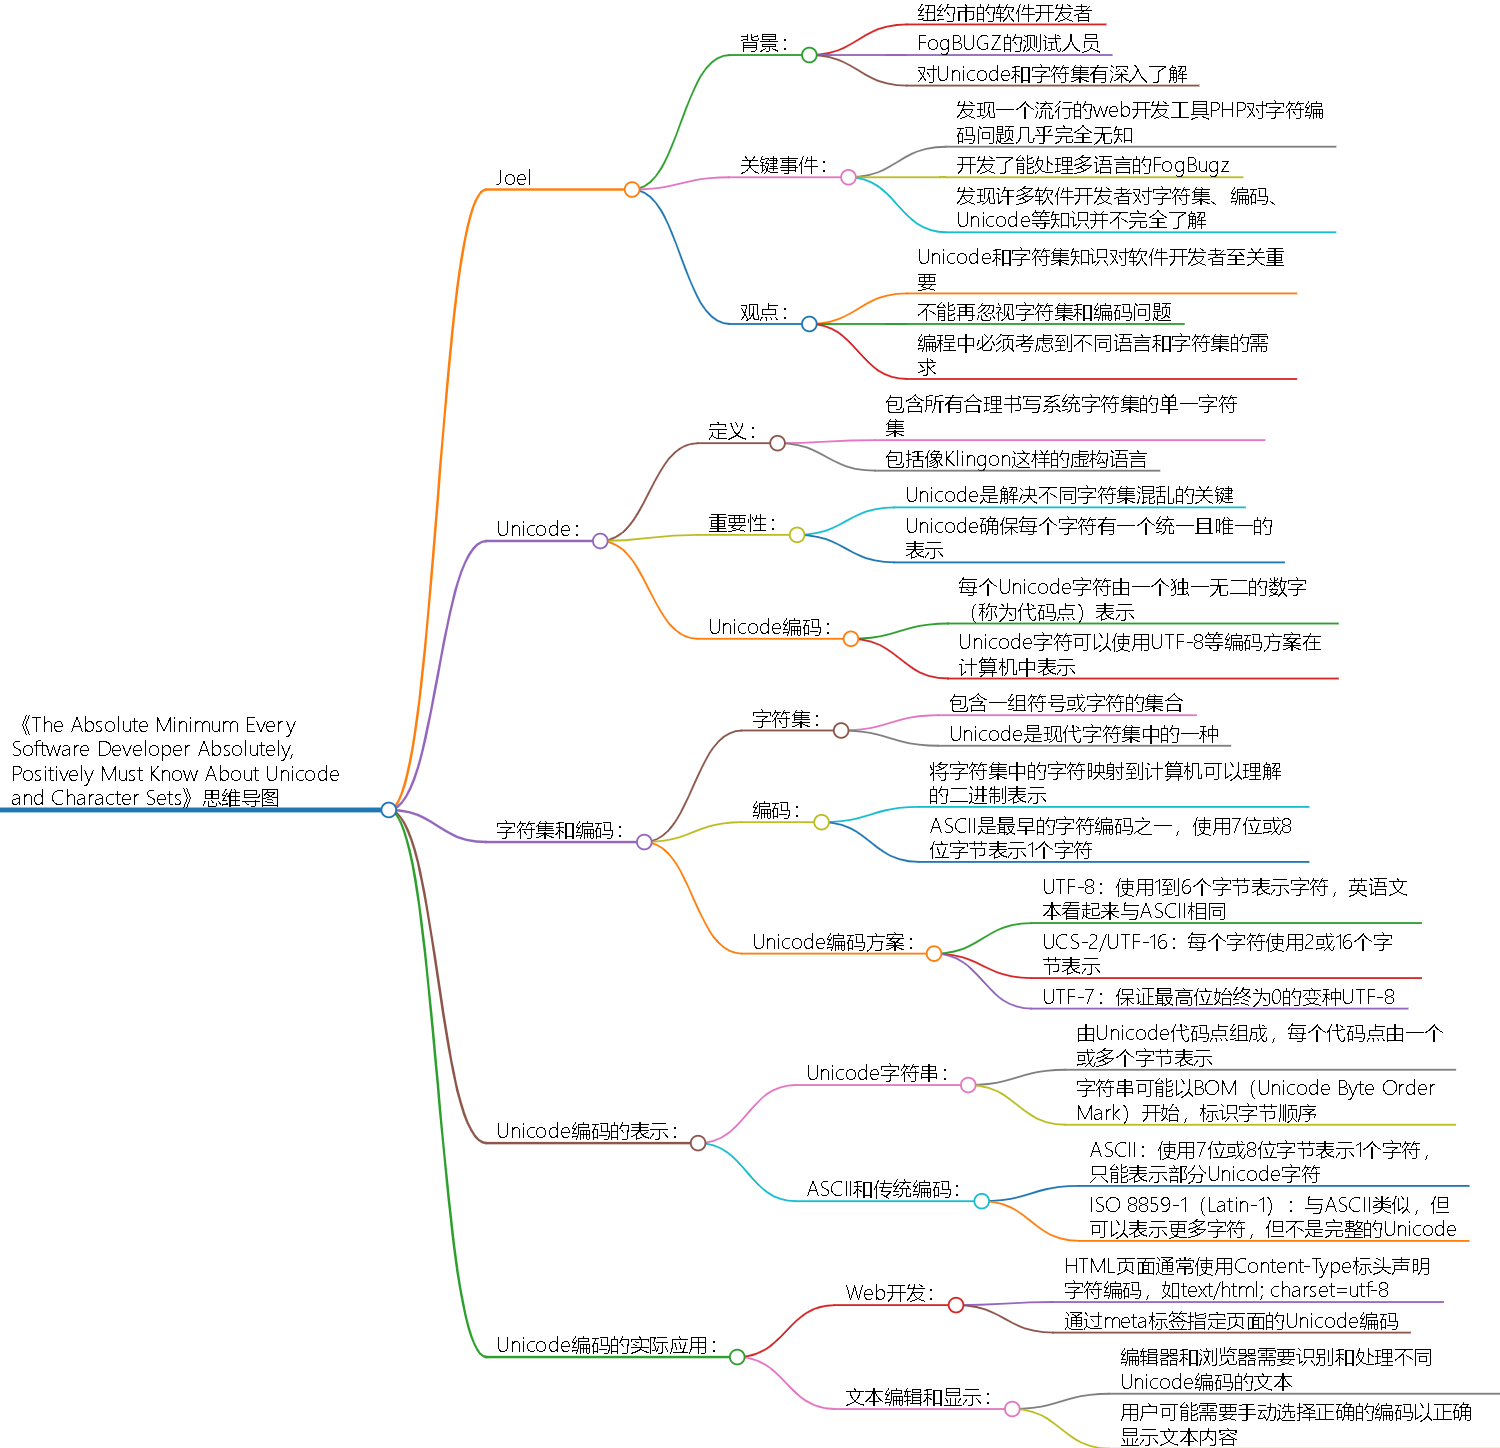 《The Absolute Minimum Every
Software Developer Absolutely,
Positively Must Know About Unicode
and Character Sets》思维导图
Joel
背景：
纽约市的软件开发者
FogBUGZ的测试人员
对Unicode和字符集有深入了解
关键事件：
发现一个流行的web开发工具PHP对字符编
码问题几乎完全无知
开发了能处理多语言的FogBugz
发现许多软件开发者对字符集、编码、
Unicode等知识并不完全了解
观点：
Unicode和字符集知识对软件开发者至关重
要
不能再忽视字符集和编码问题
编程中必须考虑到不同语言和字符集的需
求
Unicode：
定义：
包含所有合理书写系统字符集的单一字符
集
包括像Klingon这样的虚构语言
重要性：
Unicode是解决不同字符集混乱的关键
Unicode确保每个字符有一个统一且唯一的
表示
Unicode编码：
每个Unicode字符由一个独一无二的数字
（称为代码点）表示
Unicode字符可以使用UTF-8等编码方案在
计算机中表示
字符集和编码：
字符集：
包含一组符号或字符的集合
Unicode是现代字符集中的一种
编码：
将字符集中的字符映射到计算机可以理解
的二进制表示
ASCII是最早的字符编码之一，使用7位或8
位字节表示1个字符
Unicode编码方案：
UTF-8：使用1到6个字节表示字符，英语文
本看起来与ASCII相同
UCS-2/UTF-16：每个字符使用2或16个字
节表示
UTF-7：保证最高位始终为0的变种UTF-8
Unicode编码的表示：
Unicode字符串：
由Unicode代码点组成，每个代码点由一个
或多个字节表示
字符串可能以BOM（Unicode Byte Order
Mark）开始，标识字节顺序
ASCII和传统编码：
ASCII：使用7位或8位字节表示1个字符，
只能表示部分Unicode字符
ISO 8859-1（Latin-1）：与ASCII类似，但
可以表示更多字符，但不是完整的Unicode
Unicode编码的实际应用：
Web开发：
HTML页面通常使用Content-Type标头声明
字符编码，如text/html; charset=utf-8
通过meta标签指定页面的Unicode编码
文本编辑和显示：
编辑器和浏览器需要识别和处理不同
Unicode编码的文本
用户可能需要手动选择正确的编码以正确
显示文本内容